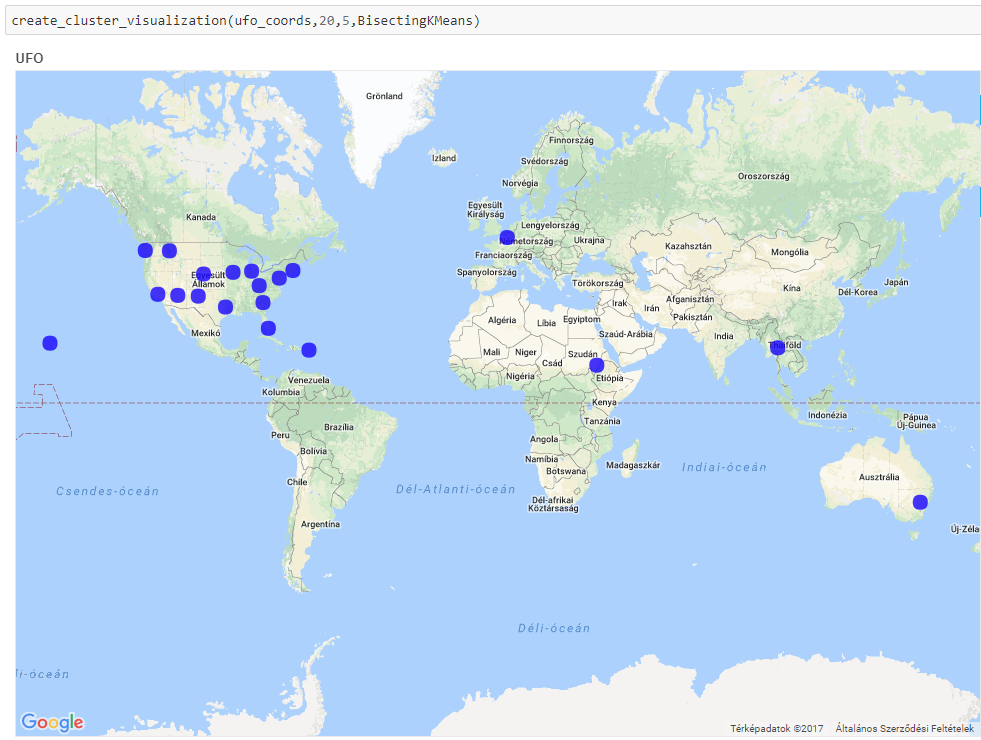 create_cluster_visualization(ufo_coords,20,5,BisectingKMeans)
UFO
Grönland
Izland
Finnország
Svédország
Norvégia
Oroszország
Kanada
Egyesült
Királyság
Lengyelország
Németország
Ukrajna
Franciaország
Kazahsztán
Mongólia
Spanyolország
Törökország
Egyesült
Államok
Japán
Dél-Korea
Kína
Afganisztán
Irak
Irán
Pakisztán
Algéria
Líbia
Egyiptom
Szaúd-Arábia
India
Mexikó
Thaiföld
Mali
Niger
Csád
Szudán
Nigéria
Etiópia
Venezuela
Kolumbia
Kenya
Indonézia
Pápua
Új-Guinea
Tanzánia
Brazília
Peru
Angola
Bolívia
Namíbia
Botswana
Madagaszkár
Indiai-óceán
Chile
Ausztrália
Csendes-óceán
Dél-Atlanti-óceán
Dél-afrikai
Köztársaság
Argentína
Új-Zéla
Déli-óceán
li-óceán
Google
Térképadatok ©2017
Általános Szerződési Feltételek